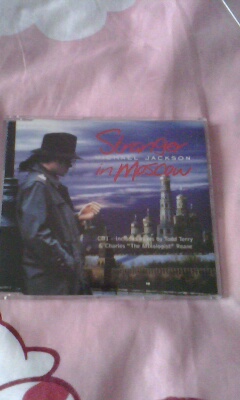 Stranger
MICHAEL JACKSON
in Moscow
CD1 - Includes mixes by Todd Terry
& Charles "The Mixologist" Roane